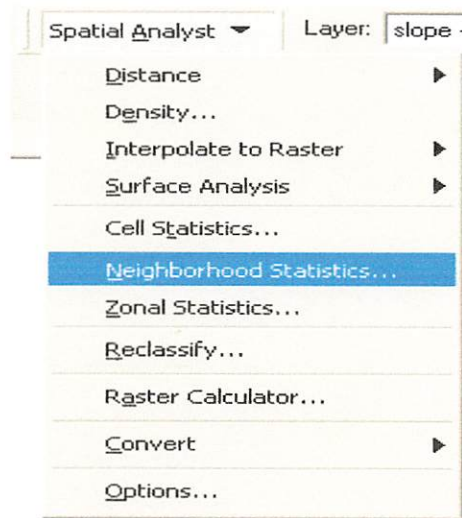 Spatial Analyst Layer: slope
Distance
Density...
Interpolate to Raster
Surface Analysis
Cell Statistics...
Neighborhood Statistics...
Zonal Statistics...
Reclassify...
Raster Calculator...
Convert
Options...